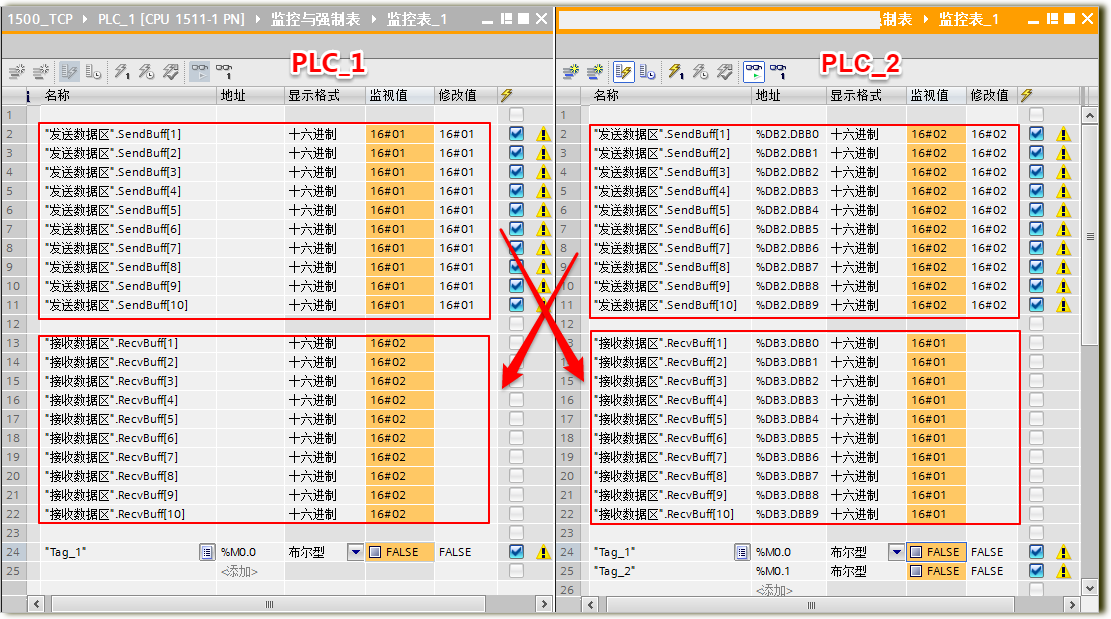 1500_TCP ▸ PLC_1 [CPU 1511-1 PN] ▸ 监控与强制表 ▸ 监控表_1
PLC_1
i 名称 地址 显示格式 监视值 修改值
1
2 "发送数据区".SendBuff[1] 十六进制 16#01 16#01
3 "发送数据区".SendBuff[2] 十六进制 16#01 16#01
4 "发送数据区".SendBuff[3] 十六进制 16#01 16#01
5 "发送数据区".SendBuff[4] 十六进制 16#01 16#01
6 "发送数据区".SendBuff[5] 十六进制 16#01 16#01
7 "发送数据区".SendBuff[6] 十六进制 16#01 16#01
8 "发送数据区".SendBuff[7] 十六进制 16#01 16#01
9 "发送数据区".SendBuff[8] 十六进制 16#01 16#01
10 "发送数据区".SendBuff[9] 十六进制 16#01 16#01
11 "发送数据区".SendBuff[10] 十六进制 16#01 16#01
12
13 "接收数据区".RecvBuff[1] 十六进制 16#02
14 "接收数据区".RecvBuff[2] 十六进制 16#02
15 "接收数据区".RecvBuff[3] 十六进制 16#02
16 "接收数据区".RecvBuff[4] 十六进制 16#02
17 "接收数据区".RecvBuff[5] 十六进制 16#02
18 "接收数据区".RecvBuff[6] 十六进制 16#02
19 "接收数据区".RecvBuff[7] 十六进制 16#02
20 "接收数据区".RecvBuff[8] 十六进制 16#02
21 "接收数据区".RecvBuff[9] 十六进制 16#02
22 "接收数据区".RecvBuff[10] 十六进制 16#02
23
24 "Tag_1" %M0.0 布尔型 FALSE FALSE
25 <添加>
制表 ▸ 监控表_1
PLC_2
i 名称 地址 显示格式 监视值 修改值
1
2 "发送数据区".SendBuff[1] %DB2.DBB0 十六进制 16#02 16#02
3 "发送数据区".SendBuff[2] %DB2.DBB1 十六进制 16#02 16#02
4 "发送数据区".SendBuff[3] %DB2.DBB2 十六进制 16#02 16#02
5 "发送数据区".SendBuff[4] %DB2.DBB3 十六进制 16#02 16#02
6 "发送数据区".SendBuff[5] %DB2.DBB4 十六进制 16#02 16#02
7 "发送数据区".SendBuff[6] %DB2.DBB5 十六进制 16#02 16#02
8 "发送数据区".SendBuff[7] %DB2.DBB6 十六进制 16#02 16#02
9 "发送数据区".SendBuff[8] %DB2.DBB7 十六进制 16#02 16#02
10 "发送数据区".SendBuff[9] %DB2.DBB8 十六进制 16#02 16#02
11 "发送数据区".SendBuff[10] %DB2.DBB9 十六进制 16#02 16#02
12
13 "接收数据区".RecvBuff[1] %DB3.DBB0 十六进制 16#01
14 "接收数据区".RecvBuff[2] %DB3.DBB1 十六进制 16#01
15 "接收数据区".RecvBuff[3] %DB3.DBB2 十六进制 16#01
16 "接收数据区".RecvBuff[4] %DB3.DBB3 十六进制 16#01
17 "接收数据区".RecvBuff[5] %DB3.DBB4 十六进制 16#01
18 "接收数据区".RecvBuff[6] %DB3.DBB5 十六进制 16#01
19 "接收数据区".RecvBuff[7] %DB3.DBB6 十六进制 16#01
20 "接收数据区".RecvBuff[8] %DB3.DBB7 十六进制 16#01
21 "接收数据区".RecvBuff[9] %DB3.DBB8 十六进制 16#01
22 "接收数据区".RecvBuff[10] %DB3.DBB9 十六进制 16#01
23
24 "Tag_1" %M0.0 布尔型 FALSE FALSE
25 "Tag_2" %M0.1 布尔型 FALSE FALSE
26 <添加>